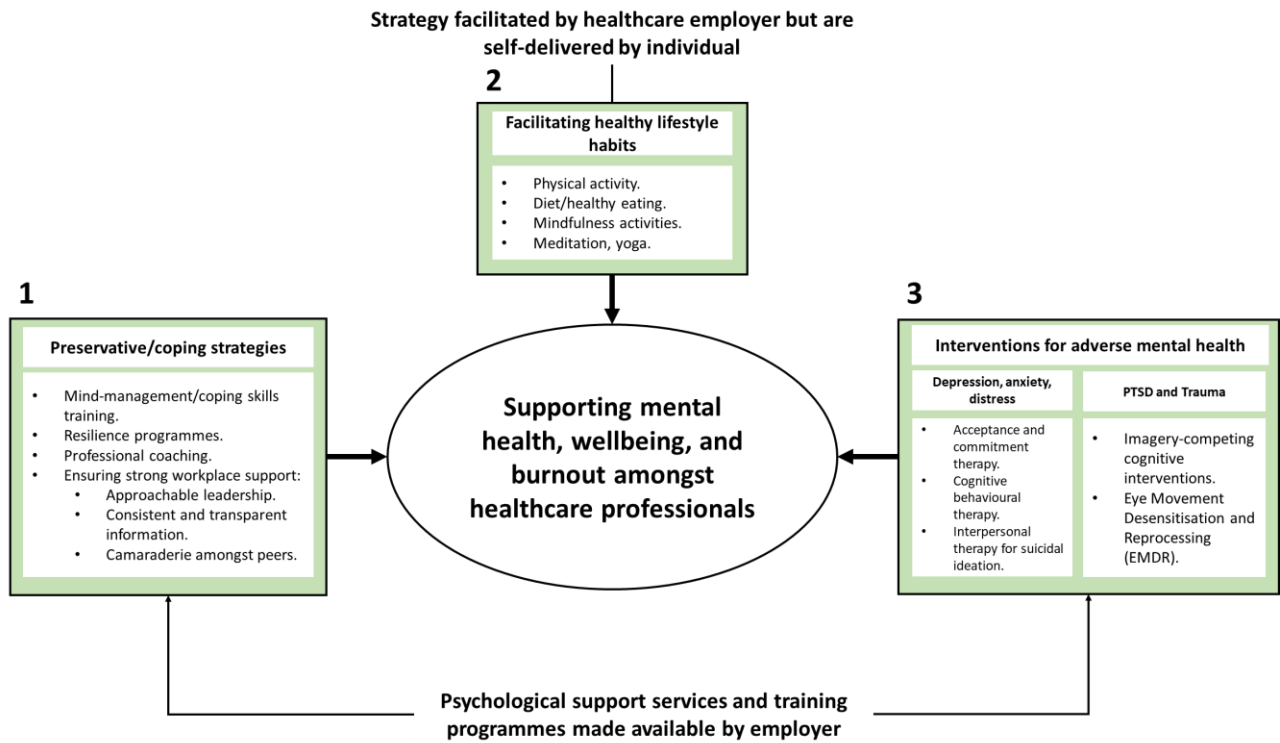 Strategy facilitated by healthcare employer but are
self-delivered by individual
2
Facilitating healthy lifestyle
habits
• Physical activity.
• Diet/healthy eating.
• Mindfulness activities.
• Meditation, yoga.
1
Preservative/coping strategies
• Mind-management/coping skills
training.
• Resilience programmes.
• Professional coaching.
• Ensuring strong workplace support:
• Approachable leadership.
• Consistent and transparent
information.
• Camaraderie amongst peers.
Supporting mental
health, wellbeing, and
burnout amongst
healthcare professionals
3
Interventions for adverse mental health
Depression, anxiety,
distress
• Acceptance and
commitment therapy.
• Cognitive
behavioural therapy.
• Interpersonal
therapy for suicidal
ideation.
PTSD and Trauma
• Imagery-competing
cognitive
interventions.
• Eye Movement
Desensitisation and
Reprocessing
(EMDR).
Psychological support services and training
programmes made available by employer